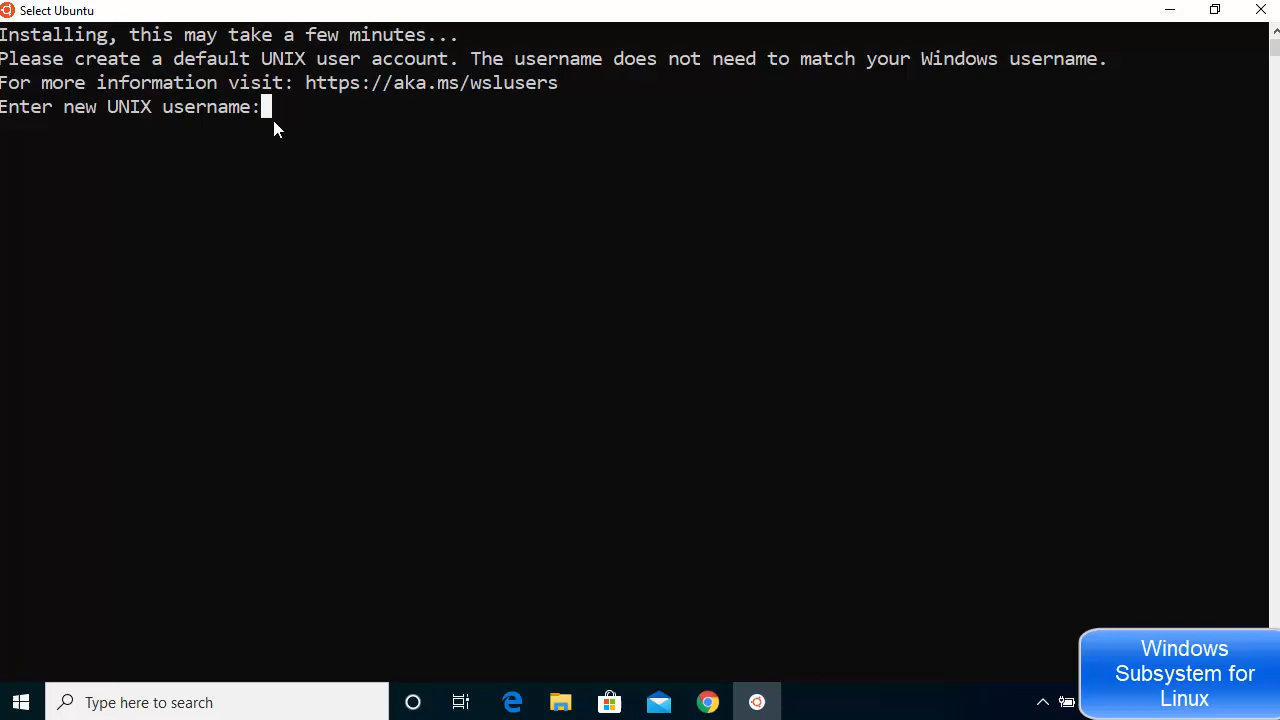 Select Ubuntu
Installing, this may take a few minutes...
Please create a default UNIX user account. The username does not need to match your Windows username.
For more information visit: https://aka.ms/wslusers
Enter new UNIX username:
Type here to search
Windows
Subsystem for
Linux